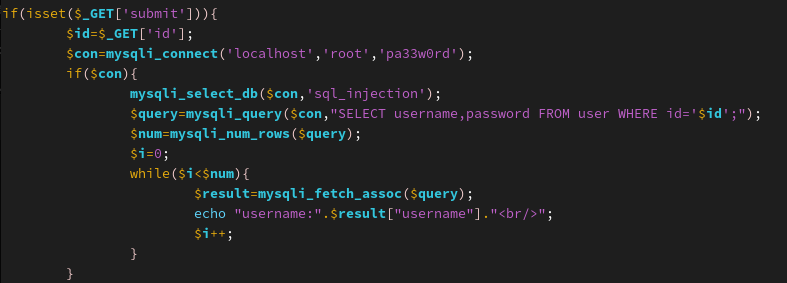 if(isset($_GET['submit'])){
$id=$_GET['id'];
$con=mysqli_connect('localhost','root','pa33w0rd');
if($con){
mysqli_select_db($con,'sql_injection');
$query=mysqli_query($con,"SELECT username,password FROM user WHERE id='$id';");
$num=mysqli_num_rows($query);
$i=0;
while($i<$num){
$result=mysqli_fetch_assoc($query);
echo "username:".$result["username"]."<br/>";
$i++;
}
}